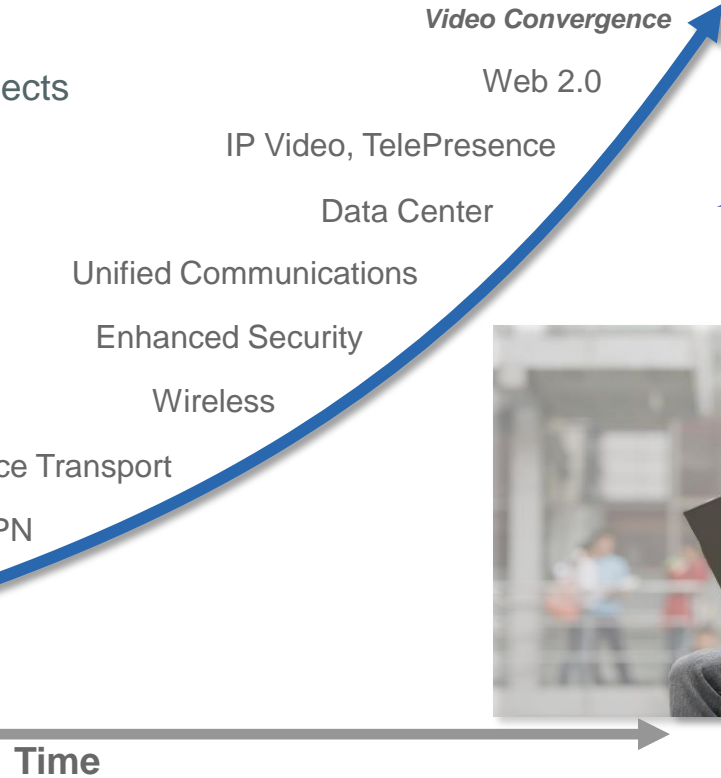 Video Convergence
ects
Web 2.0
IP Video, TelePresence
Data Center
Unified Communications
Enhanced Security
Wireless
ce Transport
PN
Time